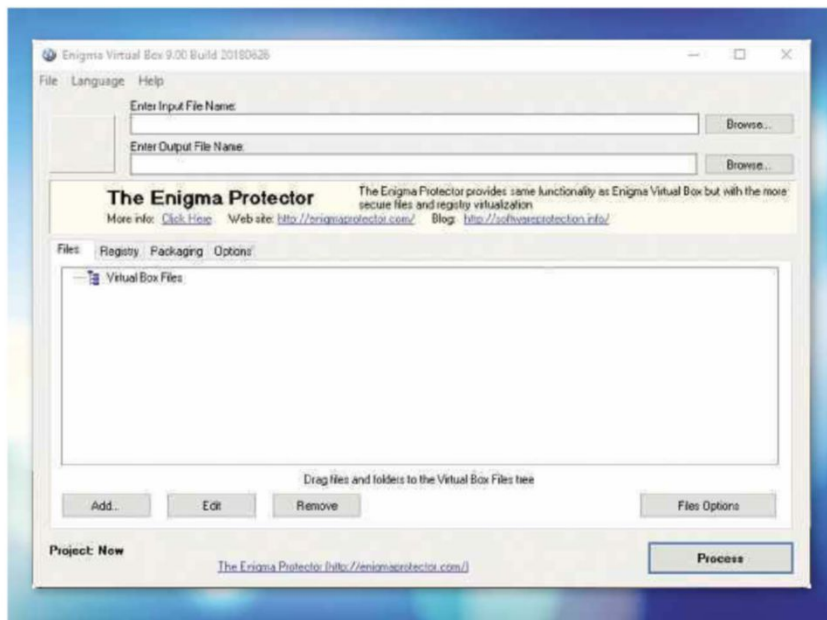 Enigma Virtual Box 9.00 Build 20180626
File Language Help
Enter Input File Name:
Browse...
Enter Output File Name:
Browse...
The Enigma Protector
The Enigma Protector provides same functionality as Enigma Virtual Box but with the more
secure files and registry virtualization
More info: Click Here Web site: http://enigmaprotector.com/ Blog: http://softwareprotection.info/
Files Registry Packaging Options
Virtual Box Files
Drag files and folders to the Virtual Box Files tree
Add... Edit Remove Files Options
Project: New
The Enigma Protector (http://enigmaprotector.com/)
Process